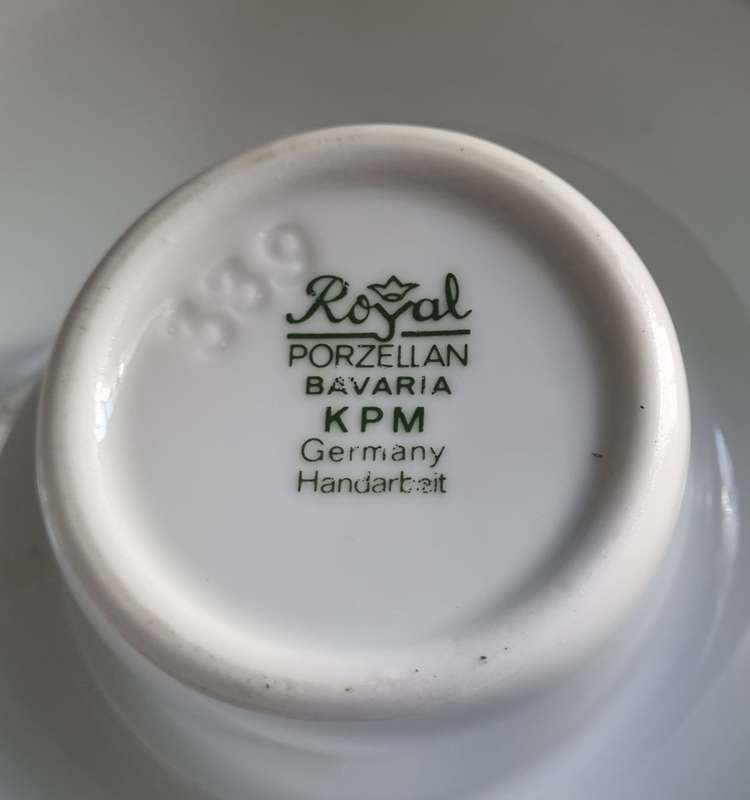 339
Royal
PORZELLAN
BAVARIA
KPM
Germany
Handarbeit